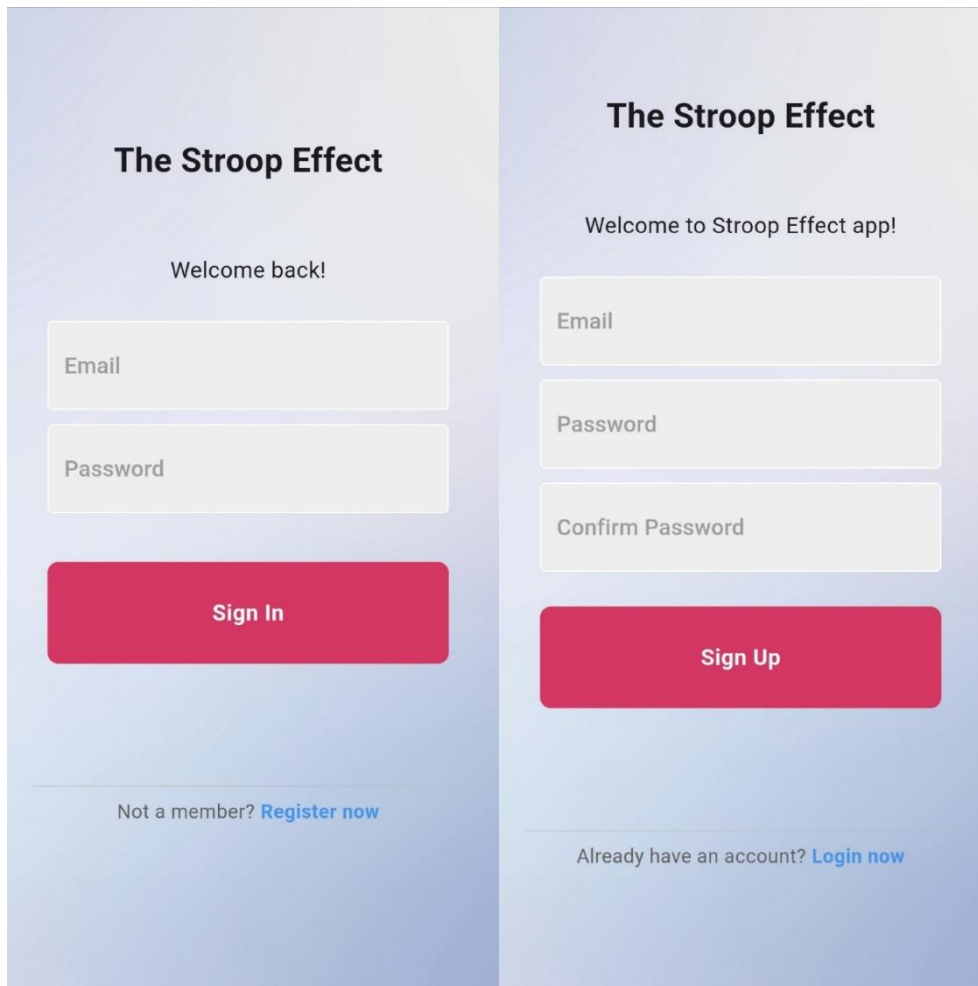 The Stroop Effect
Welcome back!
Email
Password
Sign In
Not a member? Register now
The Stroop Effect
Welcome to Stroop Effect app!
Email
Password
Confirm Password
Sign Up
Already have an account? Login now